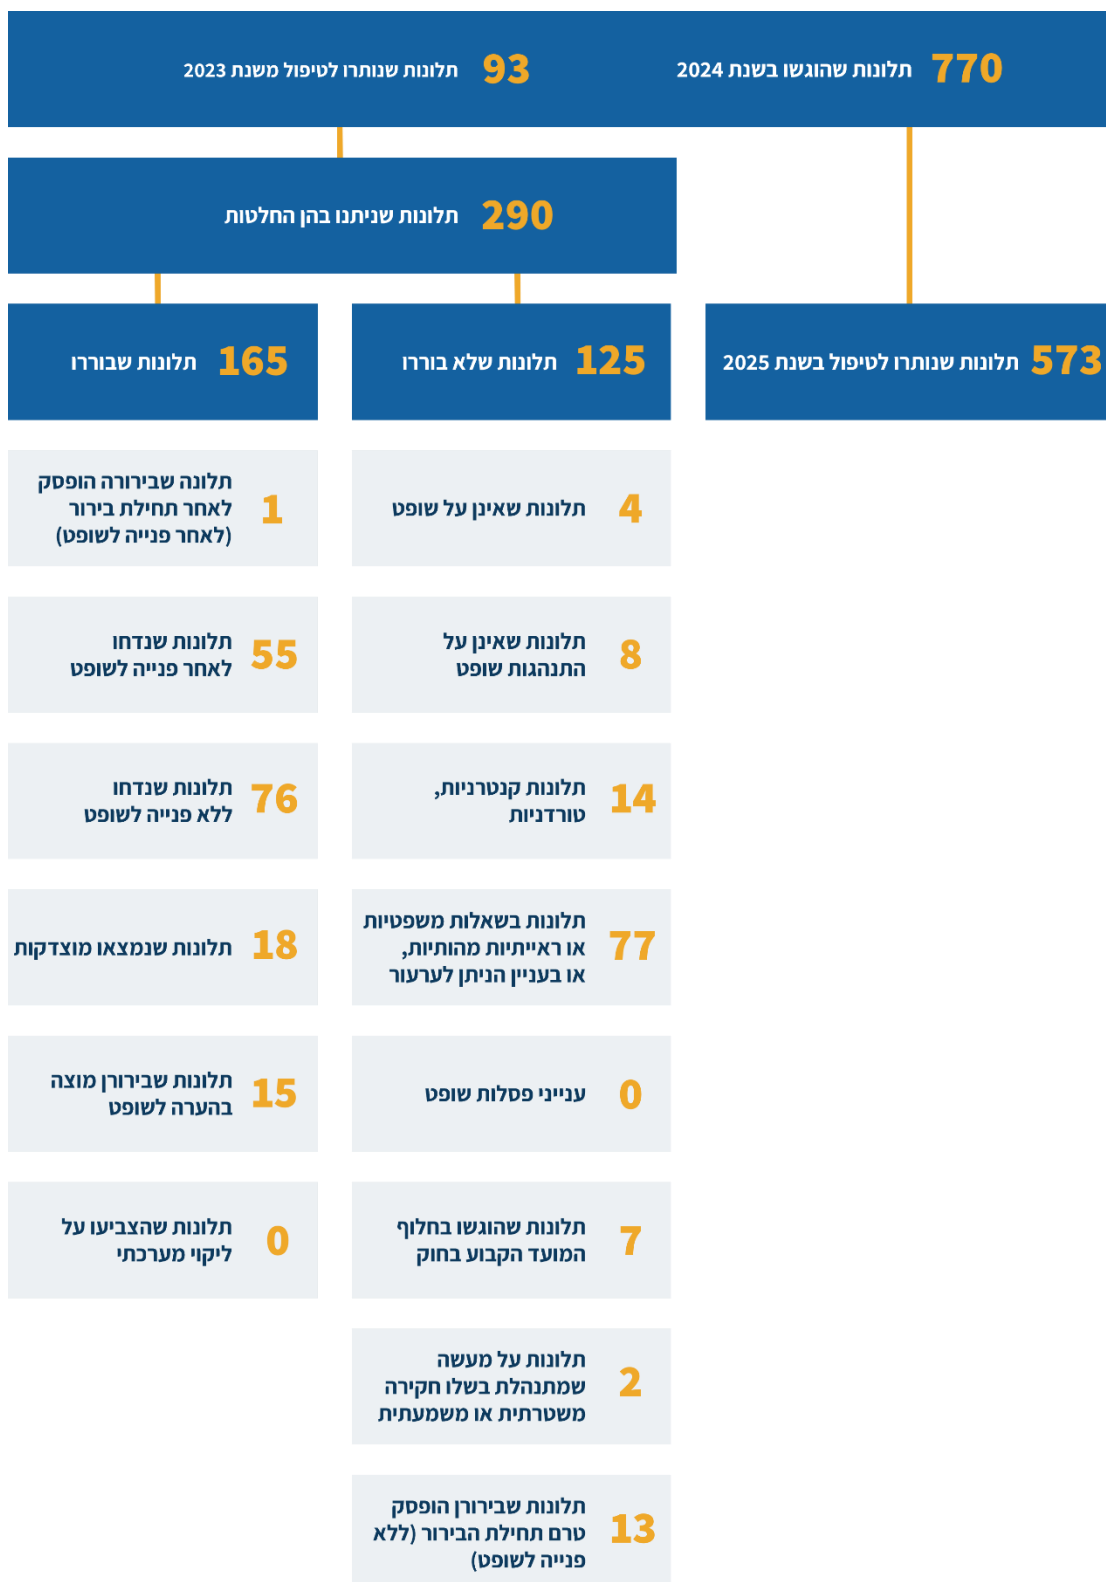 770 תלונות שהוגשו בשנת 2024
93 תלונות שנותרו לטיפול משנת 2023
290 תלונות שניתנו בהן החלטות
573 תלונות שנותרו לטיפול בשנת 2025
125 תלונות שלא בוררו
165 תלונות שבוררו
4 תלונות שאינן על שופט
8 תלונות שאינן על
התנהגות שופט
14 תלונות קנטרניות,
טורדניות
77 תלונות בשאלות משפטיות
או ראייתיות מהותיות,
או בעניין הניתן לערעור
0 ענייני פסלות שופט
7 תלונות שהוגשו בחלוף
המועד הקבוע בחוק
2 תלונות על מעשה
שמתנהלת בשלו חקירה
משטרתית או משמעתית
13 תלונות שבירורן הופסק
טרם תחילת הבירור (ללא
פנייה לשופט)
1 תלונה שבירורה הופסק
לאחר תחילת בירור
(לאחר פנייה לשופט)
55 תלונות שנדחו
לאחר פנייה לשופט
76 תלונות שנדחו
ללא פנייה לשופט
18 תלונות שנמצאו מוצדקות
15 תלונות שבירורן מוצה
בהערה לשופט
0 תלונות שהצביעו על
ליקוי מערכתי